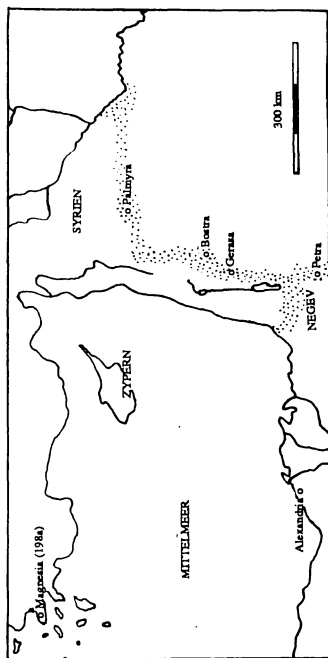 Magnesia (198a)
SYRIEN
Palmyra
ZYPERN
Bostra
Gerasa
MITTELMEER
300 km
Alexandria
NEGEV
Petra